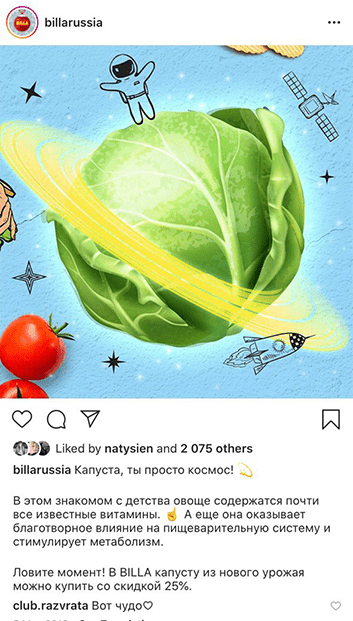 BILLA
billarussia
Liked by natysien and 2 075 others
billarussia Капуста, ты просто космос! 💫
В этом знакомом с детства овоще содержатся почти
все известные витамины. ☝️ А еще она оказывает
благотворное влияние на пищеварительную систему и
стимулирует метаболизм.
Ловите момент! В BILLA капусту из нового урожая
можно купить со скидкой 25%.
club.razvrata Вот чудо♡